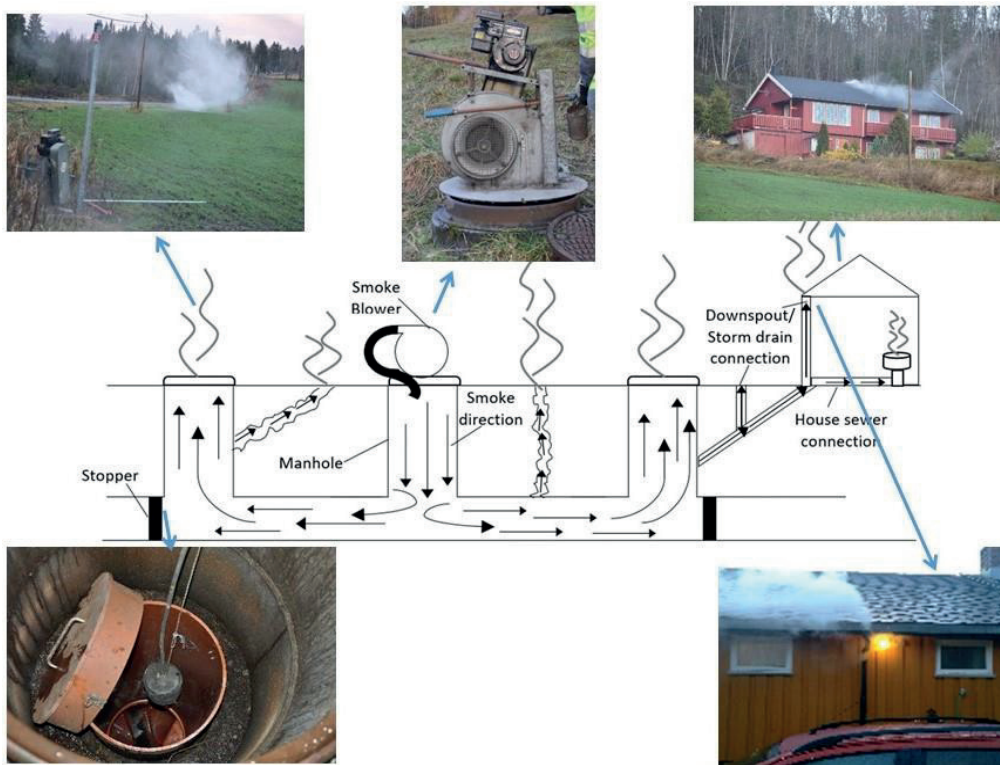 Smoke
Blower
Downspout/
Storm drain
connection
Smoke
direction
House sewer
connection
Manhole
Stopper